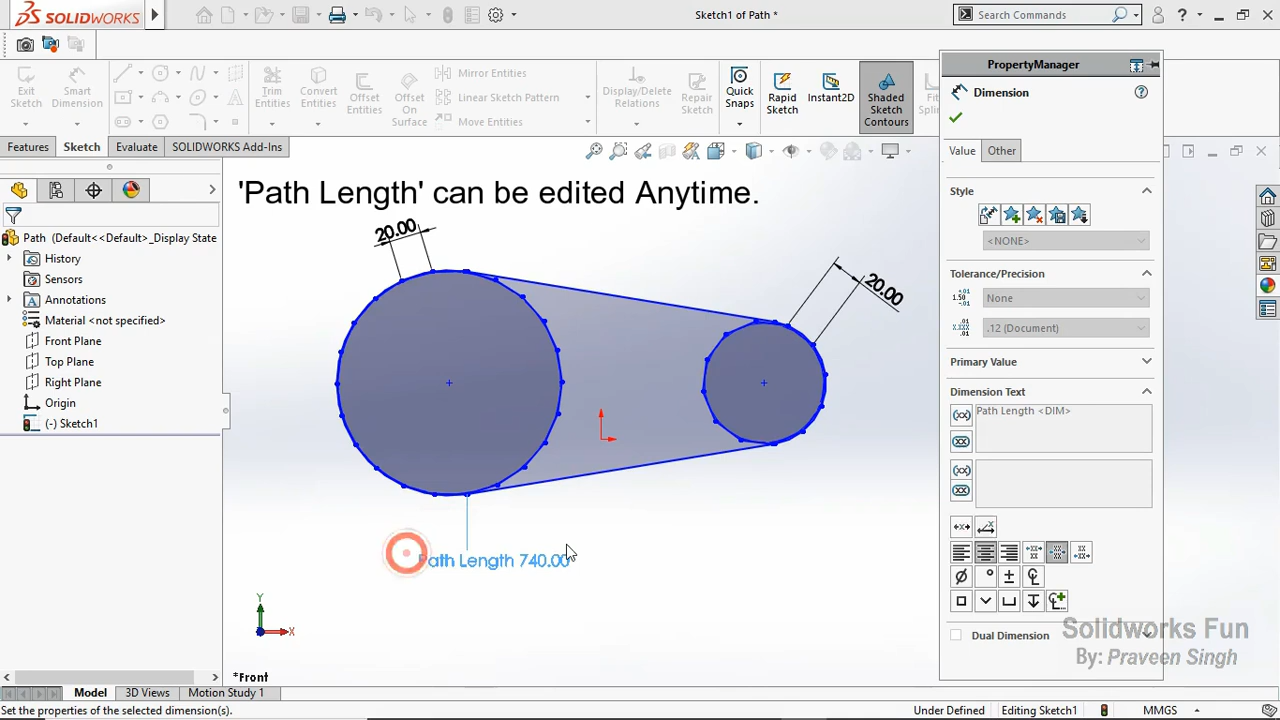 SOLIDWORKS
Sketch1 of Path *
Search Commands
Exit Sketch
Smart Dimension
Trim Entities
Convert Entities
Offset Entities
Offset On Surface
Mirror Entities
Linear Sketch Pattern
Move Entities
Display/Delete Relations
Repair Sketch
Quick Snaps
Rapid Sketch
Instant2D
Shaded Sketch Contours
Features
Sketch
Evaluate
SOLIDWORKS Add-Ins
Path (Default<<Default>_Display State
History
Sensors
Annotations
Material <not specified>
Front Plane
Top Plane
Right Plane
Origin
(-) Sketch1
'Path Length' can be edited Anytime.
20.00
20.00
Path Length 740.00
Y
X
*Front
PropertyManager
Dimension
Value
Other
Style
<NONE>
Tolerance/Precision
1.50
None
.12 (Document)
Primary Value
Dimension Text
Path Length <DIM>
Dual Dimension
Solidworks Fun
By: Praveen Singh
Model
3D Views
Motion Study 1
Set the properties of the selected dimension(s).
Under Defined
Editing Sketch1
MMGS